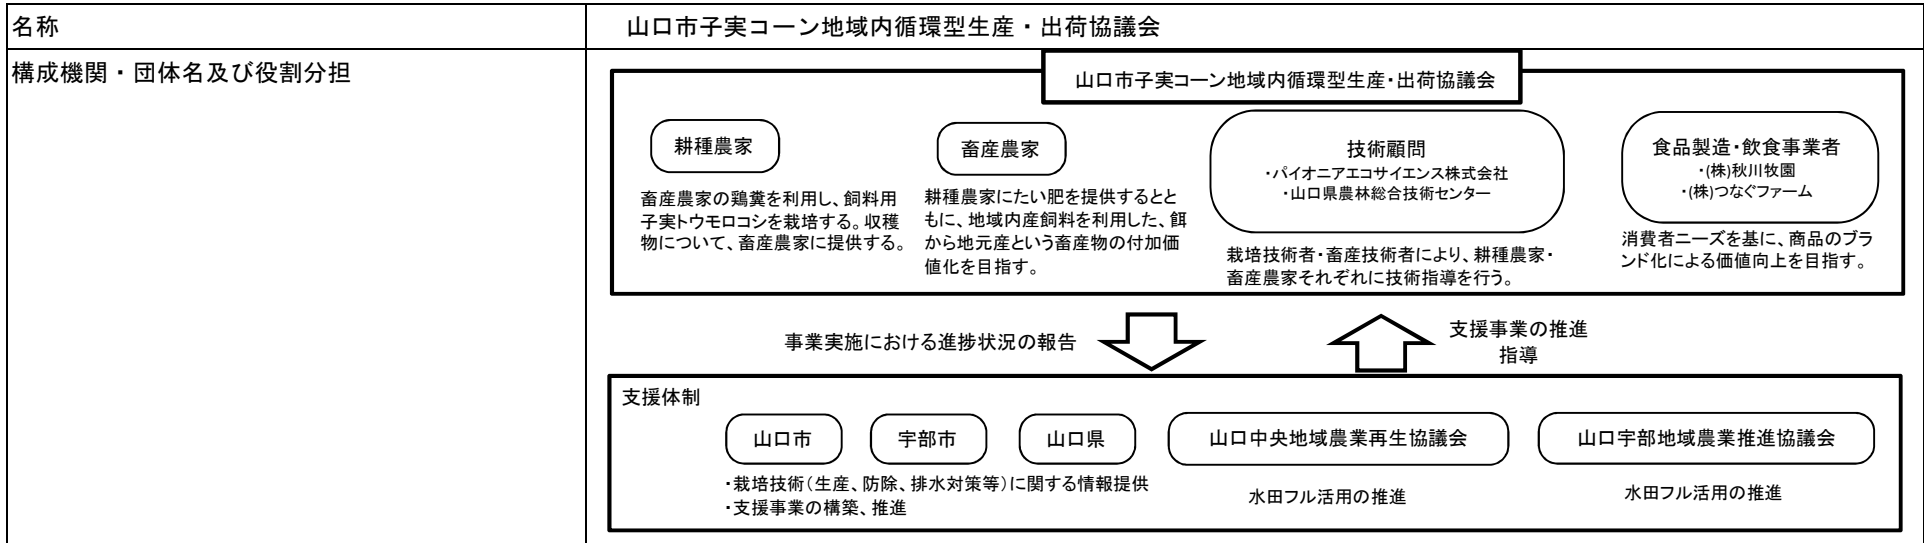 名称
山口市子実コーン地域内循環型生産・出荷協議会
構成機関・団体名及び役割分担
山口市子実コーン地域内循環型生産・出荷協議会
耕種農家
畜産農家の鶏糞を利用し、飼料用
子実トウモロコシを栽培する。収穫
物について、畜産農家に提供する。
畜産農家
耕種農家にたい肥を提供するとと
もに、地域内産飼料を利用した、餌
から地元産という畜産物の付加価
値化を目指す。
技術顧問
・パイオニアエコサイエンス株式会社
・山口県農林総合技術センター
栽培技術者・畜産技術者により、耕種農家・
畜産農家それぞれに技術指導を行う。
食品製造・飲食事業者
・(株)秋川牧園
・(株)つなぐファーム
消費者ニーズを基に、商品のブラ
ンド化による価値向上を目指す。
事業実施における進捗状況の報告
支援事業の推進
指導
支援体制
山口市
宇部市
山口県
・栽培技術(生産、防除、排水対策等)に関する情報提供
・支援事業の構築、推進
山口中央地域農業再生協議会
水田フル活用の推進
山口宇部地域農業推進協議会
水田フル活用の推進